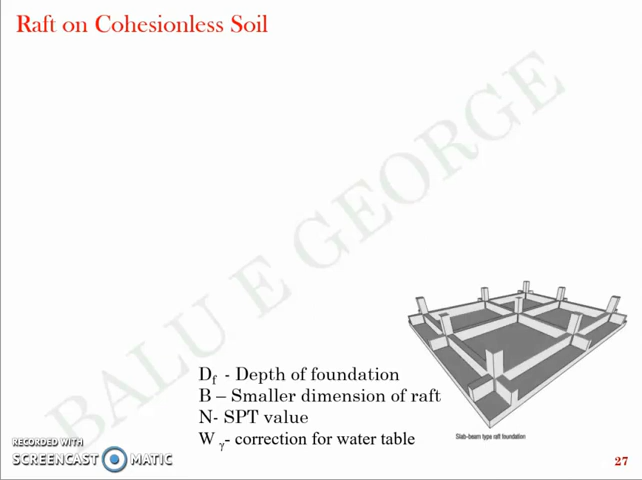 Raft on Cohesionless Soil
BALU E GEORGE
D_f - Depth of foundation
B – Smaller dimension of raft
N- SPT value
W_γ- correction for water table
Slab-beam type raft foundation
RECORDED WITH
SCREENCAST MATIC
27